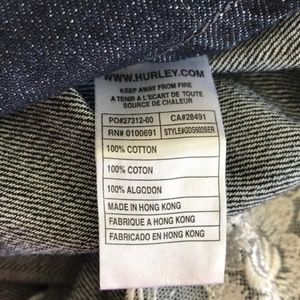 WWW.HURLEY.COM
KEEP AWAY FROM FIRE
A TENIR A L'ECART DE TOUTE
SOURCE DE CHALEUR
PO#27312-00 CA#28491
RN# 0100691 STYLE#GDS603BER
100% COTTON
100% COTON
100% ALGODON
MADE IN HONG KONG
FABRIQUE A HONG KONG
FABRICADO EN HONG KONG